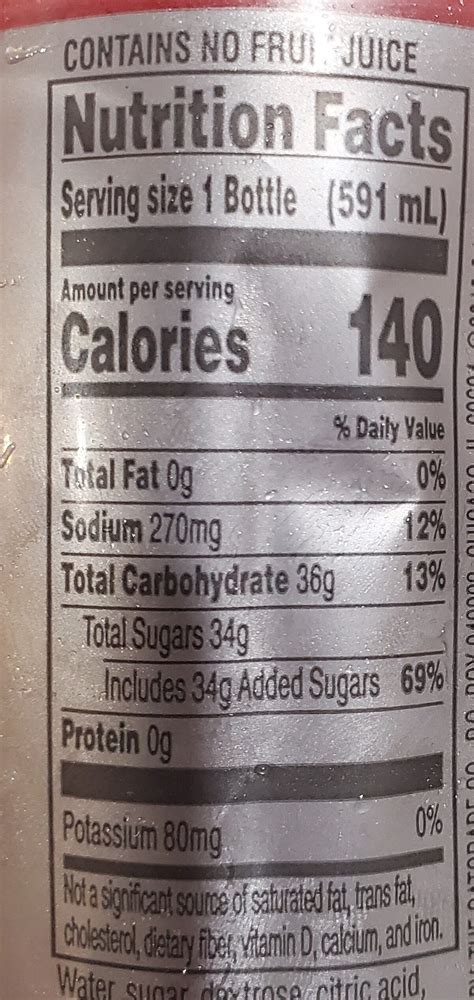 CONTAINS NO FRUI JUICE
Nutrition Facts
Serving size 1 Bottle (591 mL)
Amount per serving
Calories 140
% Daily Value
Total Fat 0g 0%
Sodium 270mg 12%
Total Carbohydrate 36g 13%
Total Sugars 34g
Includes 34g Added Sugars 69%
Protein 0g
Potassium 80mg 0%
Not a significant source of saturated fat, trans fat,
cholesterol, dietary fiber, vitamin D, calcium, and iron.
Water, sugar, dextrose, citric acid,